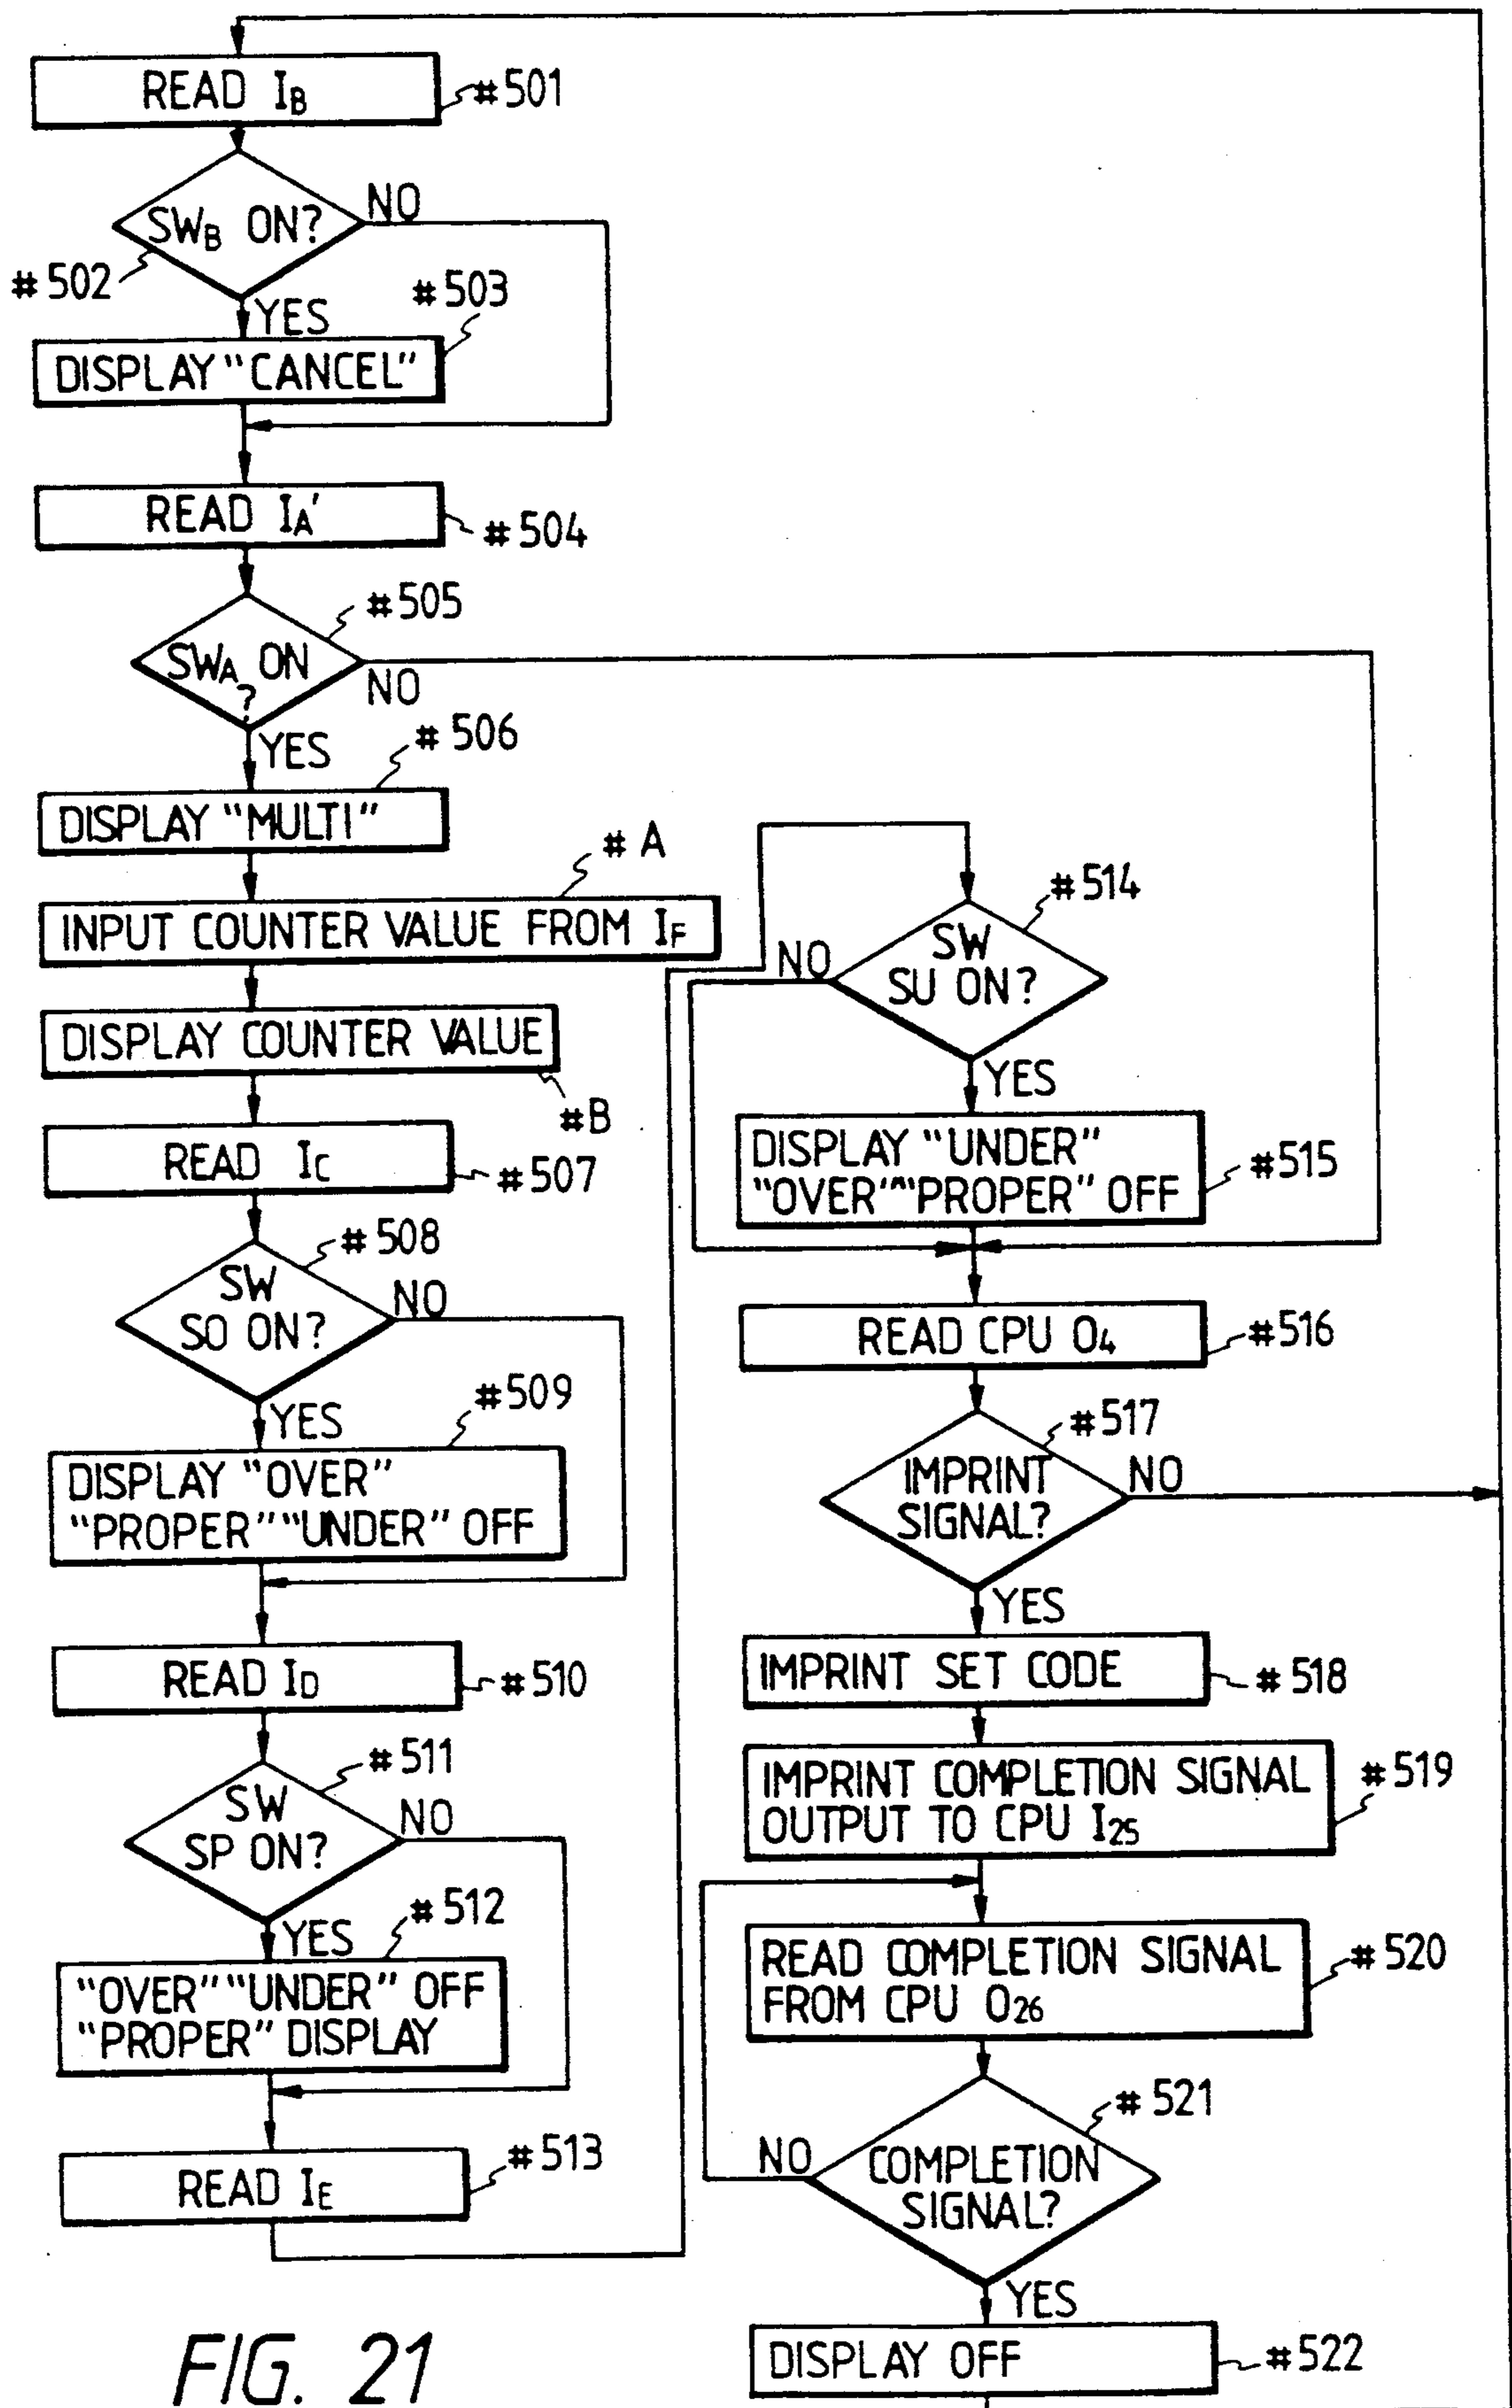 READ IB
#501
SWB ON?
NO
#502
YES
#503
DISPLAY "CANCEL"
READ IA'
#504
#505
SWA ON
?
NO
YES
#506
DISPLAY "MULTI"
#A
INPUT COUNTER VALUE FROM IF
DISPLAY COUNTER VALUE
#B
READ IC
#507
#508
SW
SO ON?
NO
YES
#509
DISPLAY "OVER"
"PROPER" "UNDER" OFF
READ ID
#510
#511
SW
SP ON?
NO
YES
#512
"OVER" "UNDER" OFF
"PROPER" DISPLAY
READ IE
#513
#514
SW
SU ON?
NO
YES
DISPLAY "UNDER"
"OVER" "PROPER" OFF
#515
READ CPU O4
#516
#517
IMPRINT
SIGNAL?
NO
YES
IMPRINT SET CODE
#518
IMPRINT COMPLETION SIGNAL
OUTPUT TO CPU I25
#519
READ COMPLETION SIGNAL
FROM CPU O26
#520
#521
COMPLETION
SIGNAL?
NO
YES
DISPLAY OFF
#522
FIG. 21